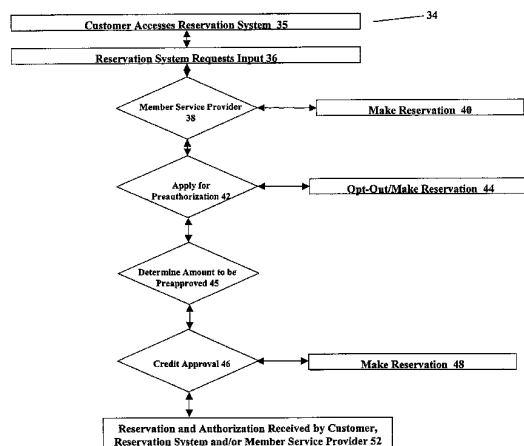 Customer Accesses Reservation System 35
34
Reservation System Requests Input 36
Member Service Provider
38
Make Reservation 40
Apply for
Preauthorization 42
Opt-Out/Make Reservation 44
Determine Amount to be
Preapproved 45
Credit Approval 46
Make Reservation 48
Reservation and Authorization Received by Customer,
Reservation System and/or Member Service Provider 52